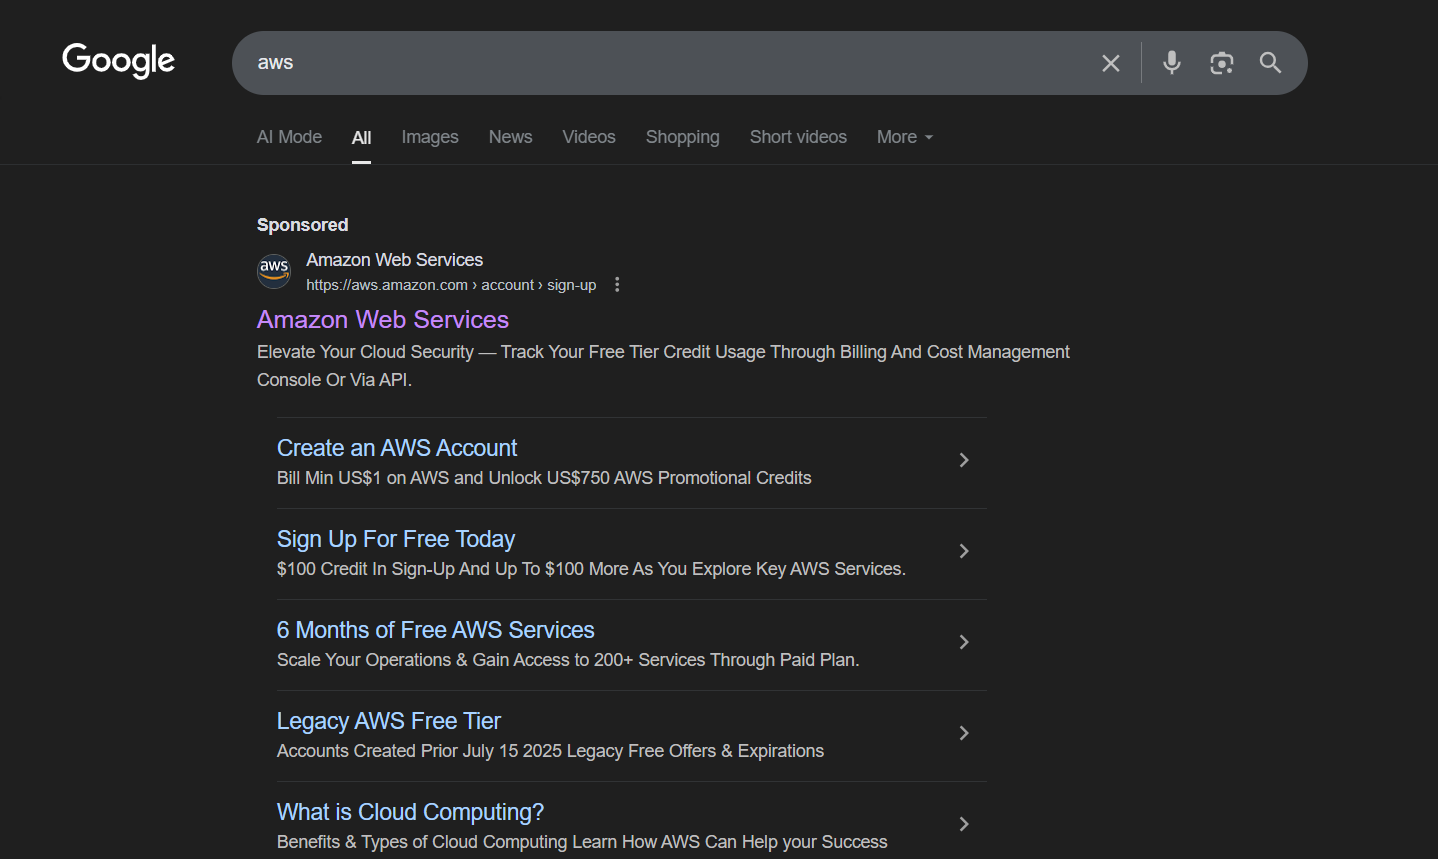 Google
aws
AI Mode All Images News Videos Shopping Short videos More
Sponsored
aws
Amazon Web Services
https://aws.amazon.com › account › sign-up
Amazon Web Services
Elevate Your Cloud Security — Track Your Free Tier Credit Usage Through Billing And Cost Management
Console Or Via API.
Create an AWS Account
Bill Min US$1 on AWS and Unlock US$750 AWS Promotional Credits
Sign Up For Free Today
$100 Credit In Sign-Up And Up To $100 More As You Explore Key AWS Services.
6 Months of Free AWS Services
Scale Your Operations & Gain Access to 200+ Services Through Paid Plan.
Legacy AWS Free Tier
Accounts Created Prior July 15 2025 Legacy Free Offers & Expirations
What is Cloud Computing?
Benefits & Types of Cloud Computing Learn How AWS Can Help your Success